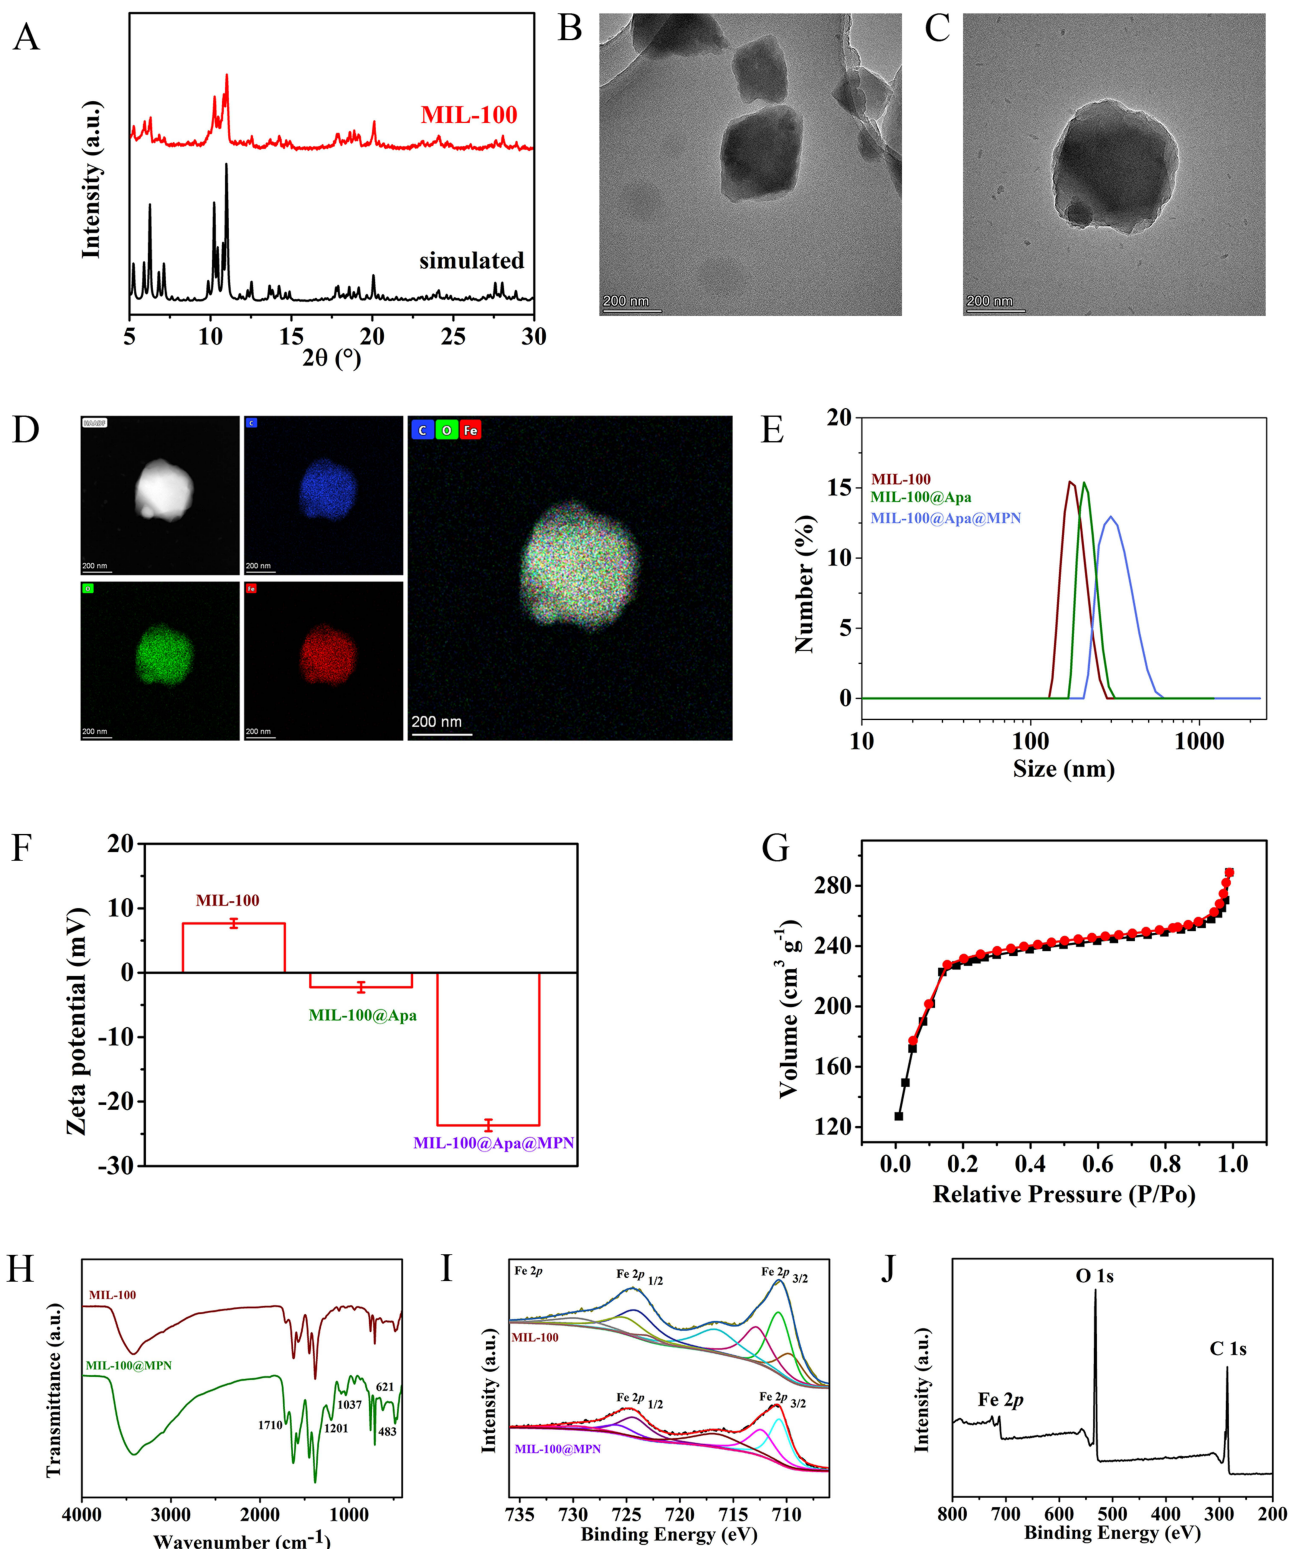 A
Intensity (a.u.)
MIL-100
simulated
5 10 15 20 25 30
2θ (°)
B
200 nm
C
200 nm
D
HAADF
200 nm
C
200 nm
O
200 nm
Fe
200 nm
C O Fe
200 nm
E
Number (%)
20
15
10
5
0
MIL-100
MIL-100@Apa
MIL-100@Apa@MPN
10 100 1000
Size (nm)
F
Zeta potential (mV)
20
10
0
-10
-20
-30
MIL-100
MIL-100@Apa
MIL-100@Apa@MPN
G
Volume (cm³ g⁻¹)
280
240
200
160
120
0.0 0.2 0.4 0.6 0.8 1.0
Relative Pressure (P/Po)
H
Transmittance (a.u.)
MIL-100
MIL-100@MPN
1710
1201
1037
621
483
4000 3000 2000 1000
Wavenumber (cm-1)
I
Intensity (a.u.)
Fe 2p
Fe 2p 1/2
Fe 2p 3/2
MIL-100
Fe 2p 1/2
Fe 2p 3/2
MIL-100@MPN
735 730 725 720 715 710
Binding Energy (eV)
J
Intensity (a.u.)
O 1s
C 1s
Fe 2p
800 700 600 500 400 300 200
Binding Energy (eV)